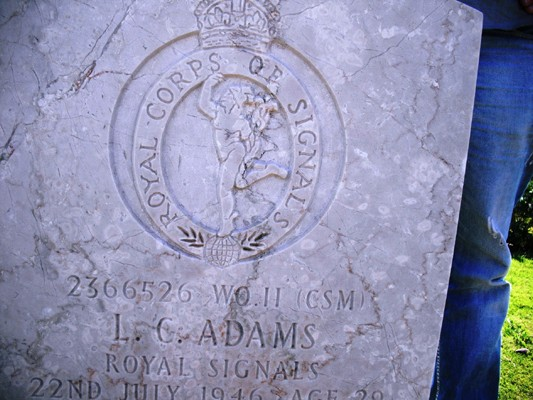 ROYAL CORPS OF SIGNALS
2366526 WO.II (CSM)
L. C. ADAMS
ROYAL SIGNALS
22ND JULY 1946 AGE